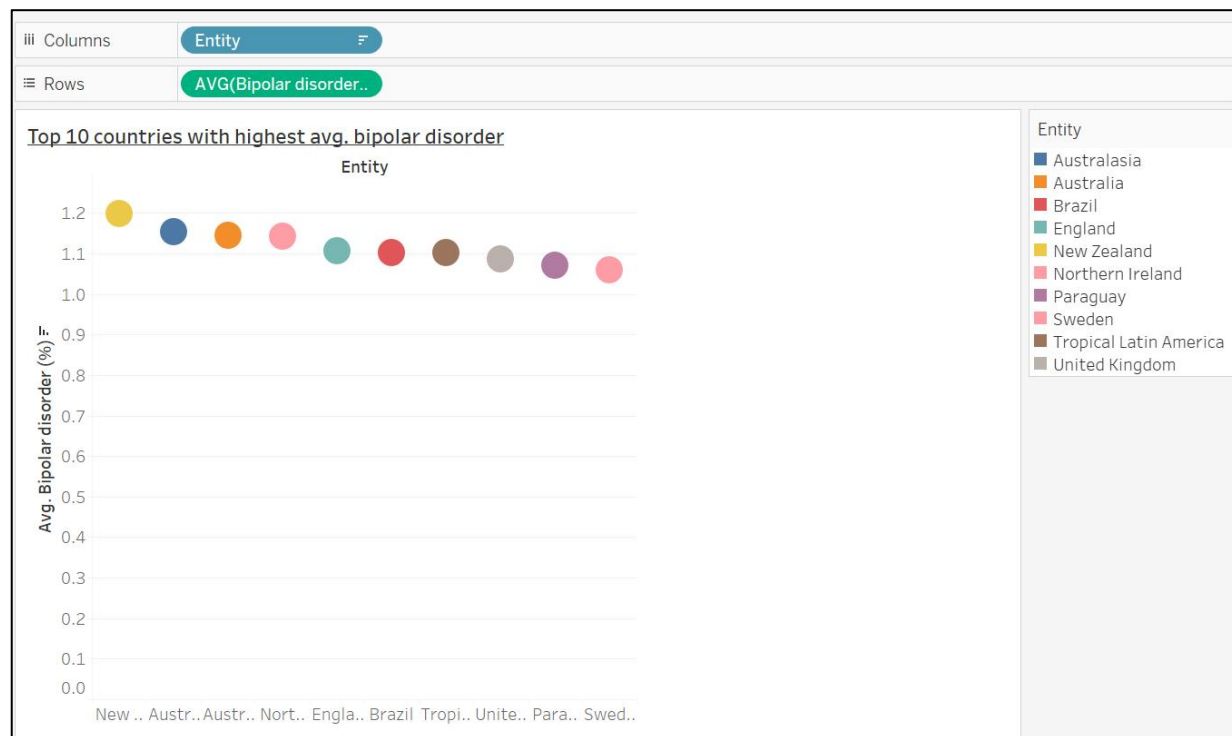 Columns
Entity
Rows
AVG(Bipolar disorder..
Top 10 countries with highest avg. bipolar disorder
Entity
Avg. Bipolar disorder (%)
1.2
1.1
1.0
0.9
0.8
0.7
0.6
0.5
0.4
0.3
0.2
0.1
0.0
New .. Austr.. Austr.. Nort.. Engla.. Brazil Tropi.. Unite.. Para.. Swed..
Entity
Australasia
Australia
Brazil
England
New Zealand
Northern Ireland
Paraguay
Sweden
Tropical Latin America
United Kingdom